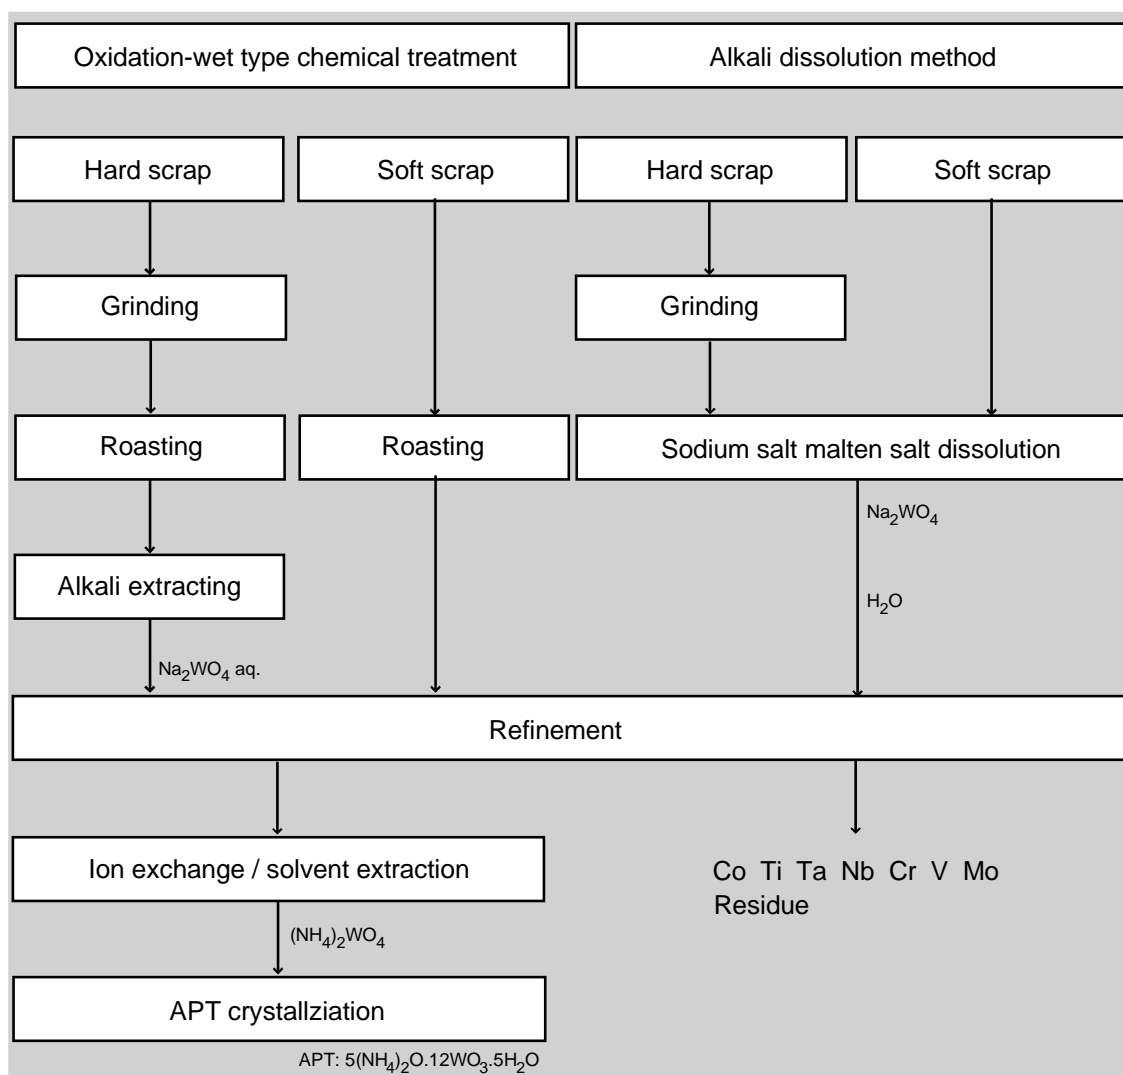 Oxidation-wet type chemical treatment
Alkali dissolution method
Hard scrap
Soft scrap
Hard scrap
Soft scrap
Grinding
Grinding
Roasting
Roasting
Sodium salt malten salt dissolution
Na₂WO₄
Alkali extracting
H₂O
Na₂WO₄ aq.
Refinement
Ion exchange / solvent extraction
Co Ti Ta Nb Cr V Mo
Residue
(NH₄)₂WO₄
APT crystallziation
APT: 5(NH₄)₂O.12WO₃.5H₂O